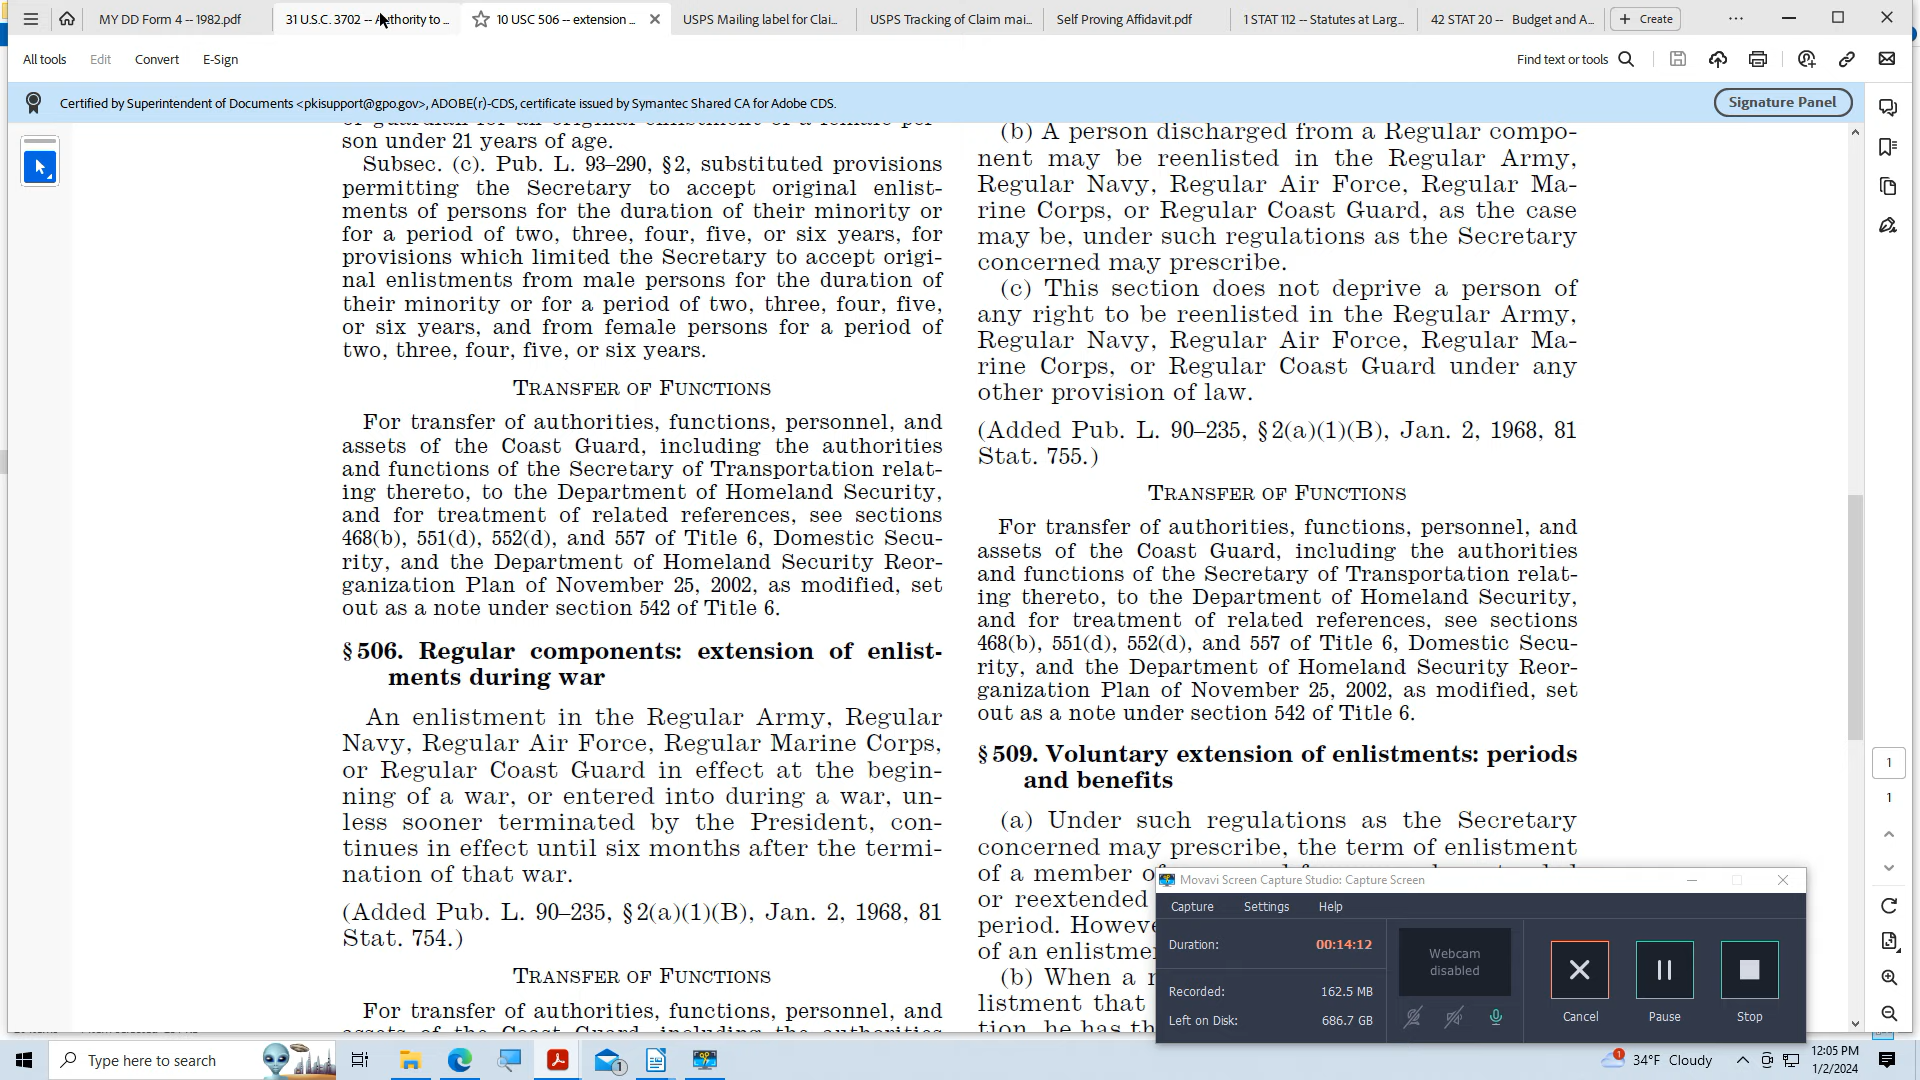 MY DD Form 4 -- 1982.pdf
31 U.S.C. 3702 -- Authority to ...
10 USC 506 -- extension ...
USPS Mailing label for Clai...
USPS Tracking of Claim mai...
Self Proving Affidavit.pdf
1 STAT 112 -- Statutes at Larg...
42 STAT 20 -- Budget and A...
+ Create
All tools
Edit
Convert
E-Sign
Find text or tools
Certified by Superintendent of Documents <pkisupport@gpo.gov>, ADOBE(r)-CDS, certificate issued by Symantec Shared CA for Adobe CDS.
Signature Panel
or guardian for an original enlistment of a female per-
son under 21 years of age.
Subsec. (c). Pub. L. 93–290, §2, substituted provisions
permitting the Secretary to accept original enlist-
ments of persons for the duration of their minority or
for a period of two, three, four, five, or six years, for
provisions which limited the Secretary to accept origi-
nal enlistments from male persons for the duration of
their minority or for a period of two, three, four, five,
or six years, and from female persons for a period of
two, three, four, five, or six years.
TRANSFER OF FUNCTIONS
For transfer of authorities, functions, personnel, and
assets of the Coast Guard, including the authorities
and functions of the Secretary of Transportation relat-
ing thereto, to the Department of Homeland Security,
and for treatment of related references, see sections
468(b), 551(d), 552(d), and 557 of Title 6, Domestic Secu-
rity, and the Department of Homeland Security Reor-
ganization Plan of November 25, 2002, as modified, set
out as a note under section 542 of Title 6.
§506. Regular components: extension of enlist-
ments during war
An enlistment in the Regular Army, Regular
Navy, Regular Air Force, Regular Marine Corps,
or Regular Coast Guard in effect at the begin-
ning of a war, or entered into during a war, un-
less sooner terminated by the President, con-
tinues in effect until six months after the termi-
nation of that war.
(Added Pub. L. 90–235, §2(a)(1)(B), Jan. 2, 1968, 81
Stat. 754.)
TRANSFER OF FUNCTIONS
For transfer of authorities, functions, personnel, and
assets of the Coast Guard, including the authorities
(b) A person discharged from a Regular compo-
nent may be reenlisted in the Regular Army,
Regular Navy, Regular Air Force, Regular Ma-
rine Corps, or Regular Coast Guard, as the case
may be, under such regulations as the Secretary
concerned may prescribe.
(c) This section does not deprive a person of
any right to be reenlisted in the Regular Army,
Regular Navy, Regular Air Force, Regular Ma-
rine Corps, or Regular Coast Guard under any
other provision of law.
(Added Pub. L. 90–235, §2(a)(1)(B), Jan. 2, 1968, 81
Stat. 755.)
TRANSFER OF FUNCTIONS
For transfer of authorities, functions, personnel, and
assets of the Coast Guard, including the authorities
and functions of the Secretary of Transportation relat-
ing thereto, to the Department of Homeland Security,
and for treatment of related references, see sections
468(b), 551(d), 552(d), and 557 of Title 6, Domestic Secu-
rity, and the Department of Homeland Security Reor-
ganization Plan of November 25, 2002, as modified, set
out as a note under section 542 of Title 6.
§509. Voluntary extension of enlistments: periods
and benefits
(a) Under such regulations as the Secretary
concerned may prescribe, the term of enlistment
of a member
or reextended
period. Howeve
of an enlistme
(b) When a
listment that
tion, he has th
1
1
Movavi Screen Capture Studio: Capture Screen
Capture
Settings
Help
Duration:
00:14:12
Recorded:
162.5 MB
Left on Disk:
686.7 GB
Webcam
disabled
Cancel
Pause
Stop
Type here to search
1
1
34°F Cloudy
12:05 PM
1/2/2024